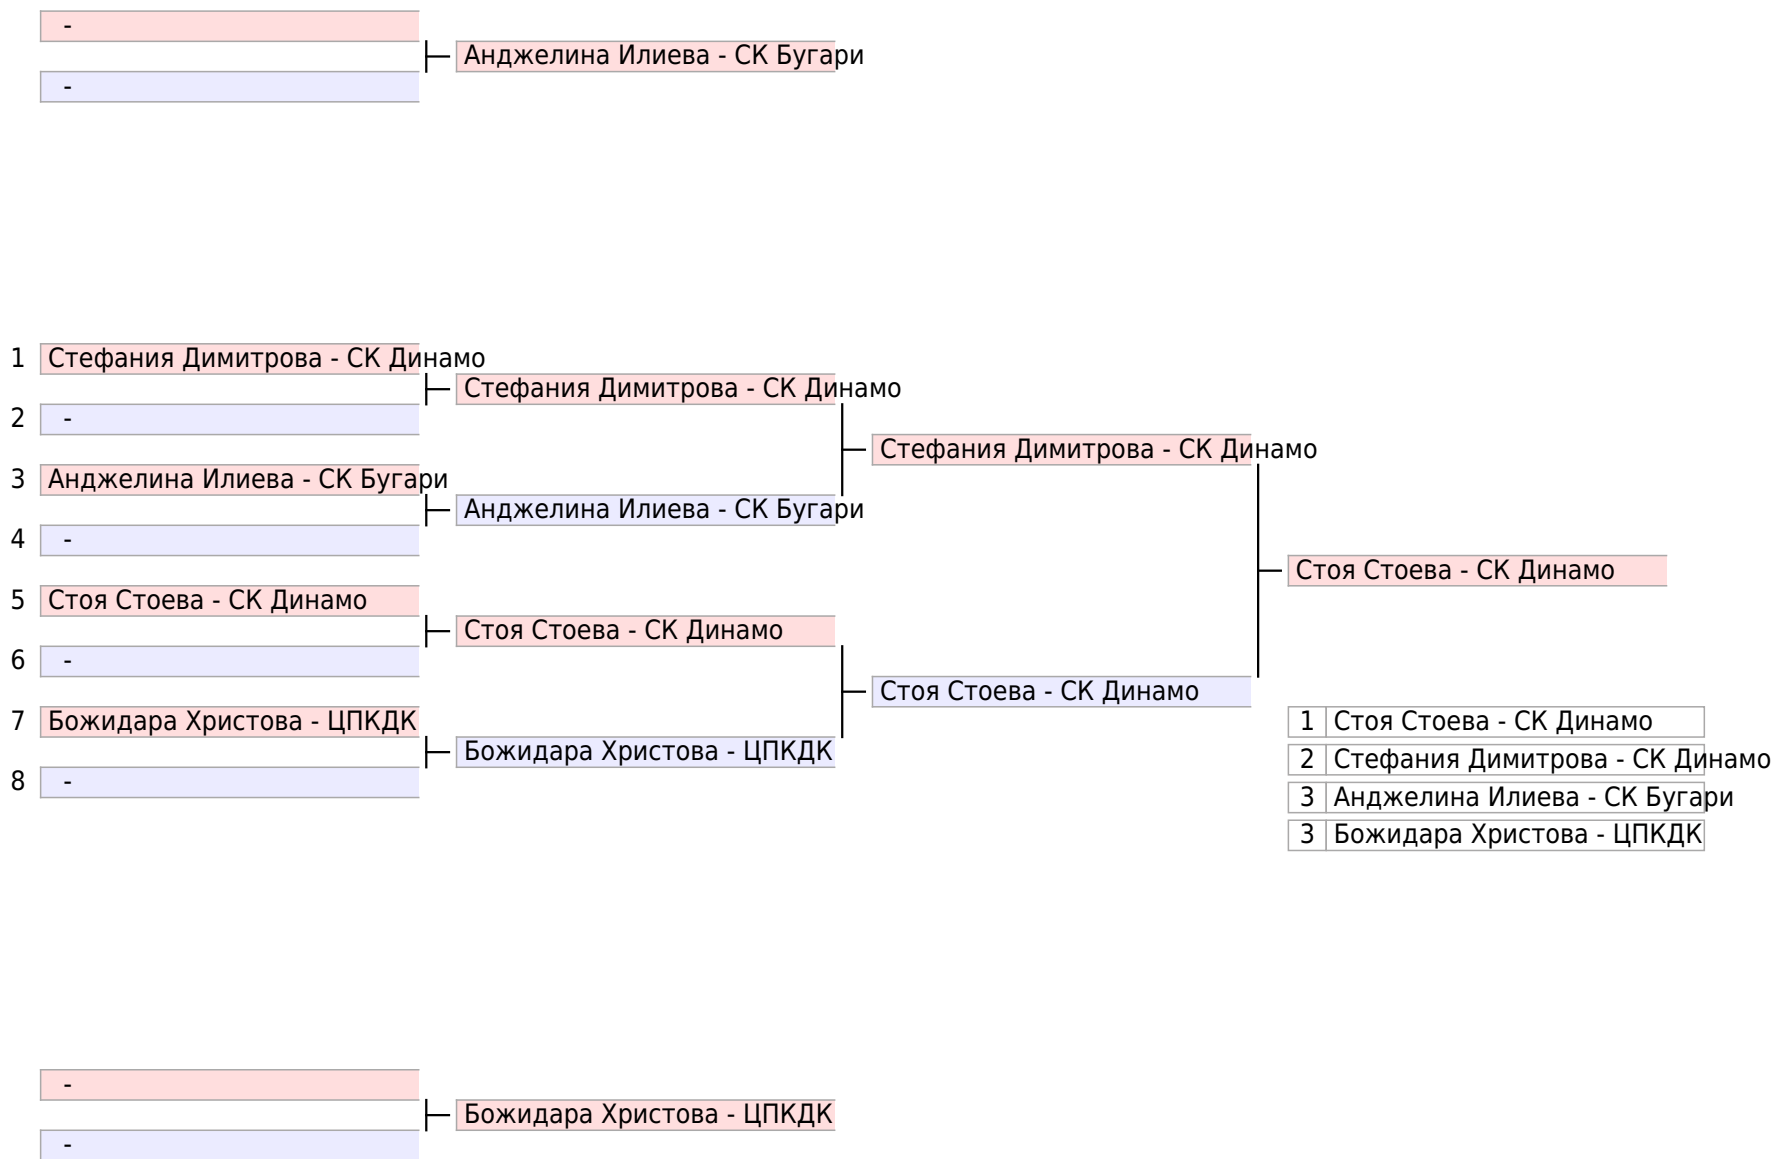 -
Анджелина Илиева - СК Бугари
-
1 Стефания Димитрова - СК Динамо
Стефания Димитрова - СК Динамо
2 -
Стефания Димитрова - СК Динамо
3 Анджелина Илиева - СК Бугари
Анджелина Илиева - СК Бугари
4 -
Стоя Стоева - СК Динамо
5 Стоя Стоева - СК Динамо
Стоя Стоева - СК Динамо
6 -
Стоя Стоева - СК Динамо
7 Божидара Христова - ЦПКДК
Божидара Христова - ЦПКДК
8 -
1 Стоя Стоева - СК Динамо
2 Стефания Димитрова - СК Динамо
3 Анджелина Илиева - СК Бугари
3 Божидара Христова - ЦПКДК
-
Божидара Христова - ЦПКДК
-